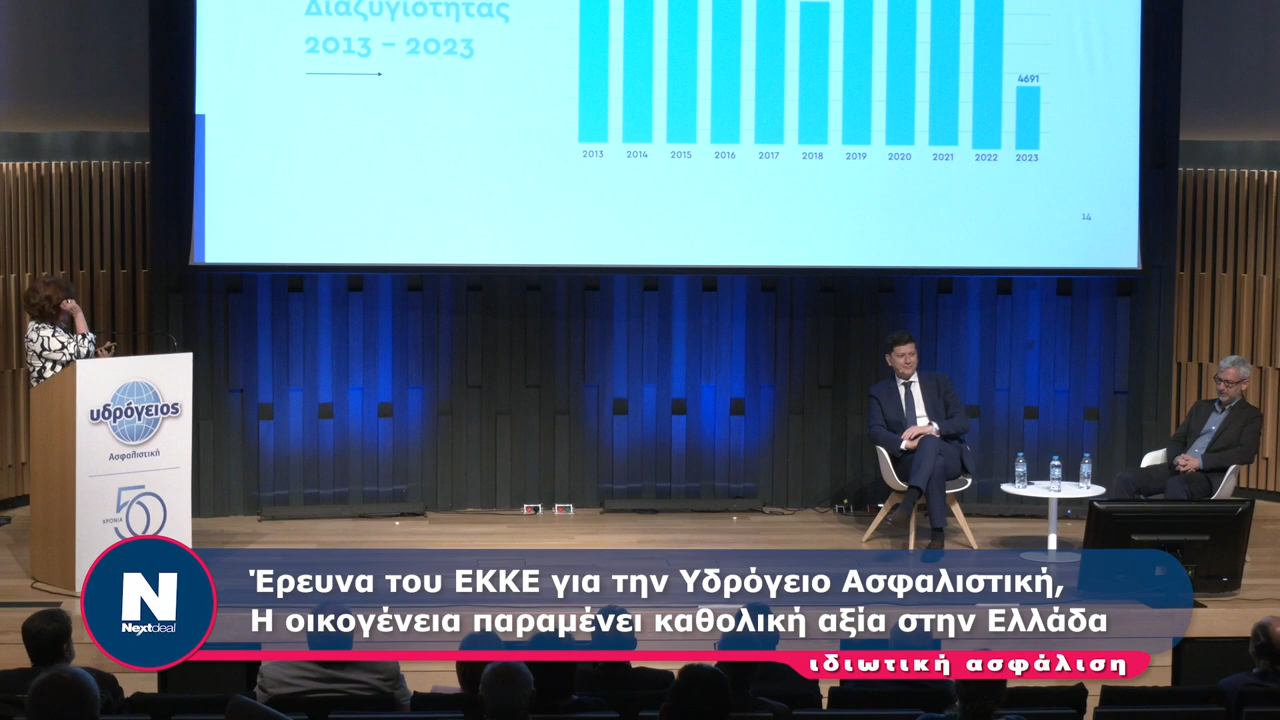 Διαζυγιότητας
2013 – 2023
4691
2013 2014 2015 2016 2017 2018 2019 2020 2021 2022 2023
14
υδρόγειος
Ασφαλιστική
50
ΧΡΟΝΙΑ
N
Nextdeal
Έρευνα του ΕΚΚΕ για την Υδρόγειο Ασφαλιστική,
Η οικογένεια παραμένει καθολική αξία στην Ελλάδα
ιδιωτική ασφάλιση